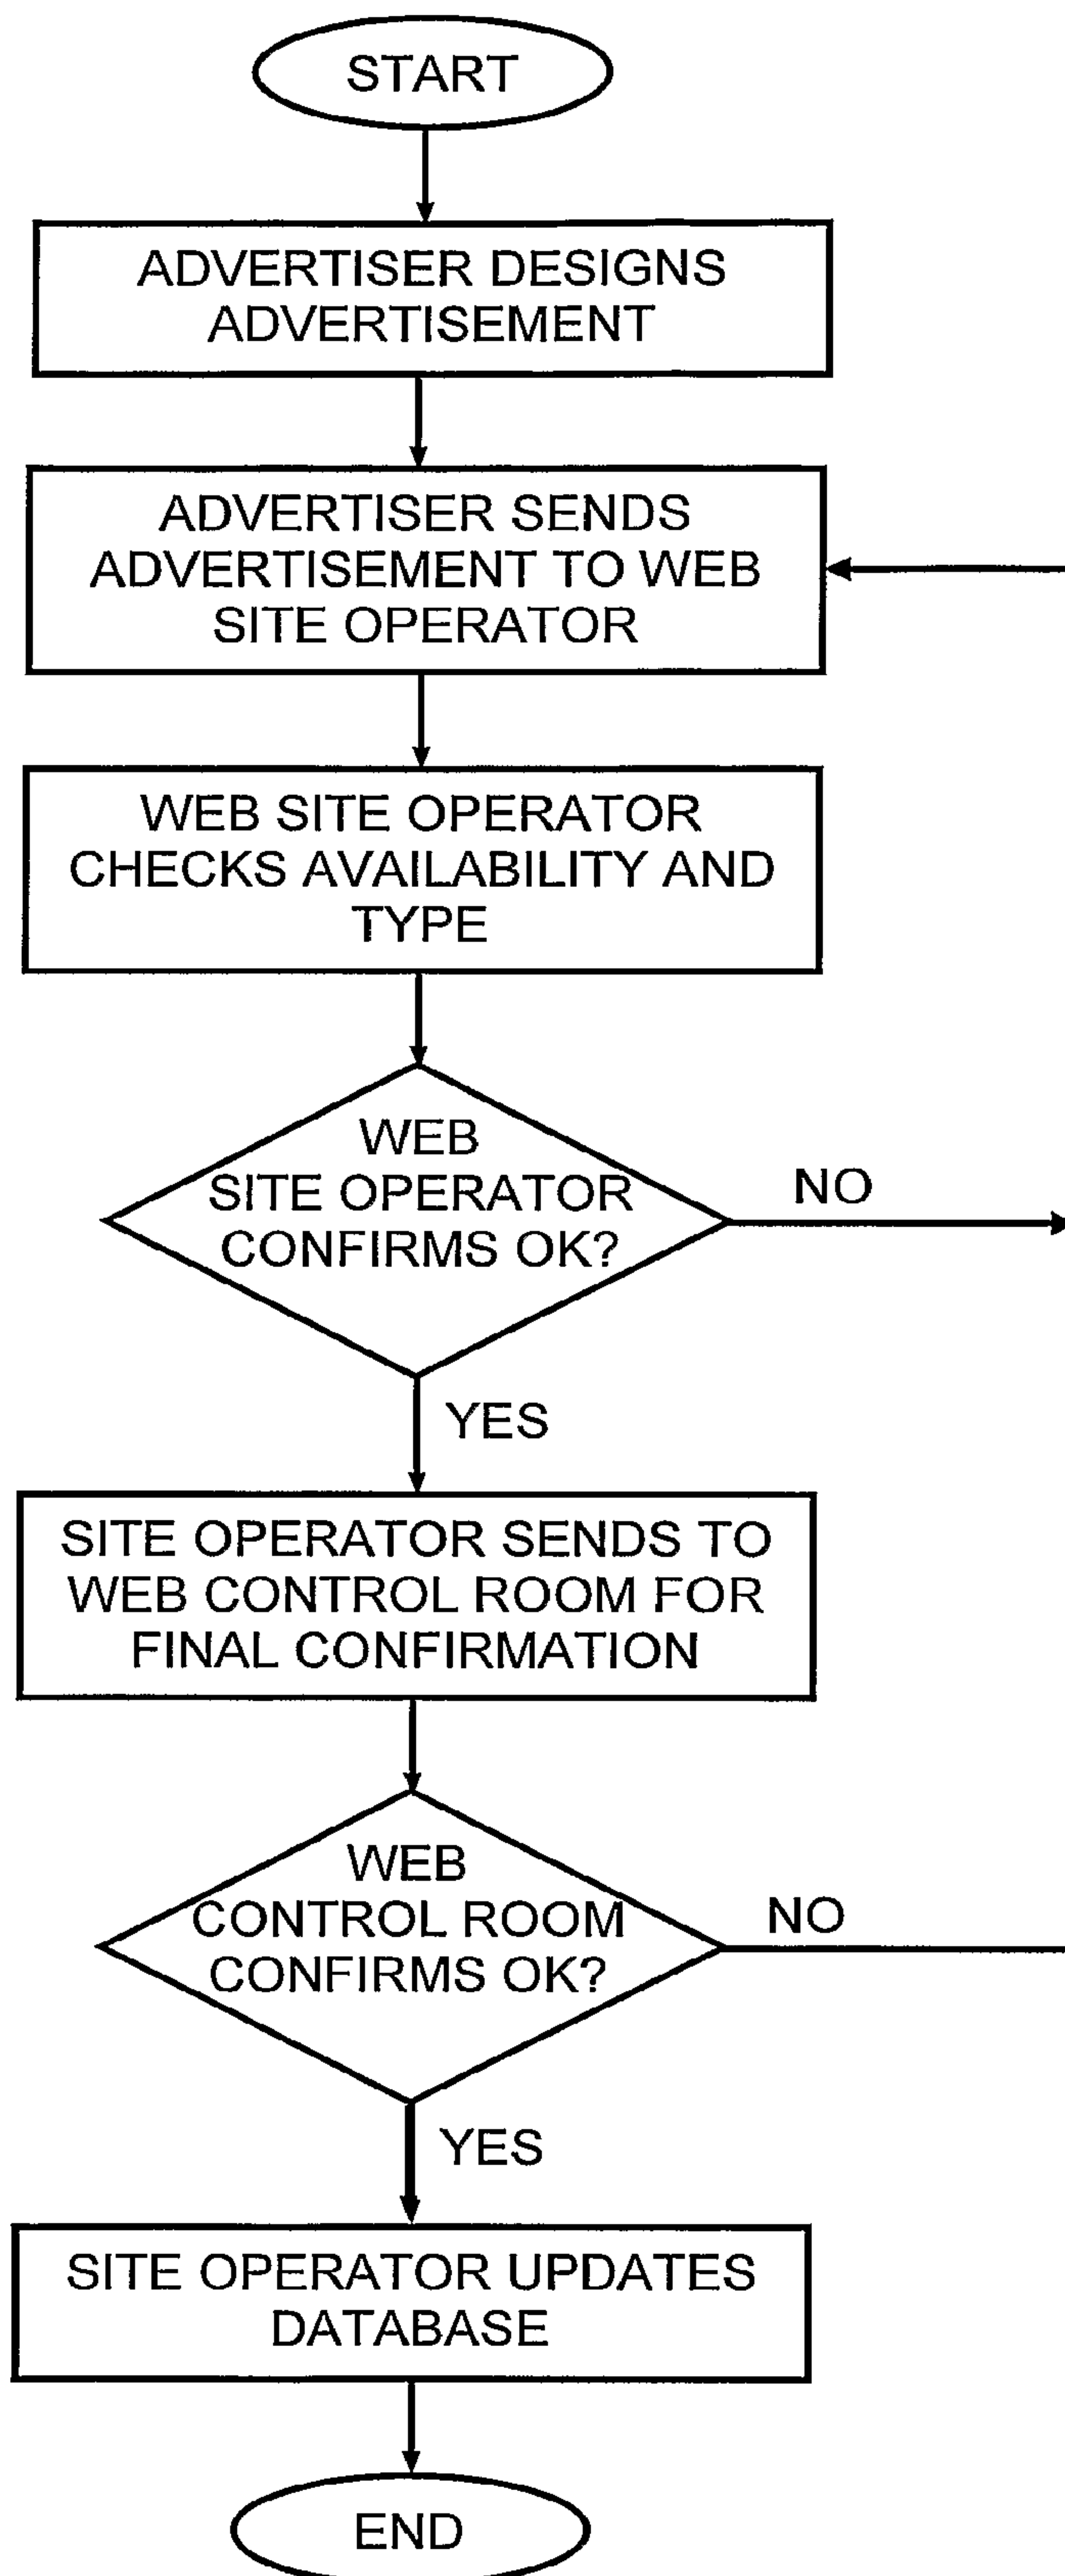 START
ADVERTISER DESIGNS
ADVERTISEMENT
ADVERTISER SENDS
ADVERTISEMENT TO WEB
SITE OPERATOR
WEB SITE OPERATOR
CHECKS AVAILABILITY AND
TYPE
WEB
SITE OPERATOR
CONFIRMS OK?
NO
YES
SITE OPERATOR SENDS TO
WEB CONTROL ROOM FOR
FINAL CONFIRMATION
WEB
CONTROL ROOM
CONFIRMS OK?
NO
YES
SITE OPERATOR UPDATES
DATABASE
END